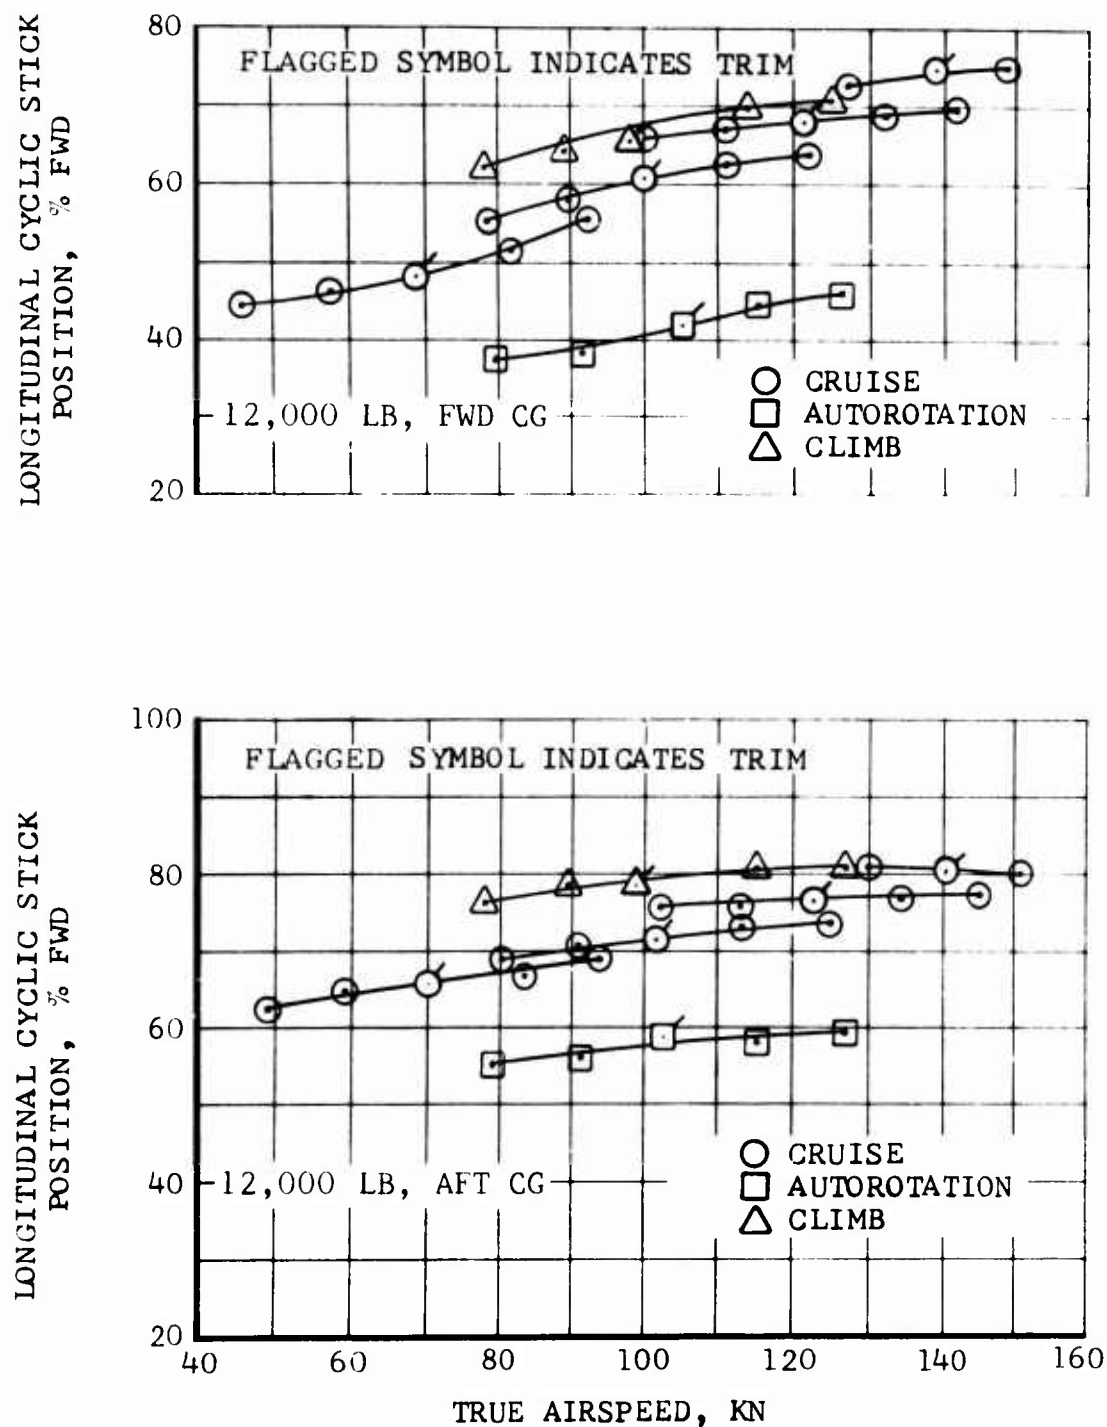 LONGITUDINAL CYCLIC STICK
POSITION, % FWD
80
60
40
20
FLAGGED SYMBOL INDICATES TRIM
12,000 LB, FWD CG
CRUISE
AUTOROTATION
CLIMB
LONGITUDINAL CYCLIC STICK
POSITION, % FWD
100
80
60
40
20
FLAGGED SYMBOL INDICATES TRIM
12,000 LB, AFT CG
CRUISE
AUTOROTATION
CLIMB
40 60 80 100 120 140 160
TRUE AIRSPEED, KN